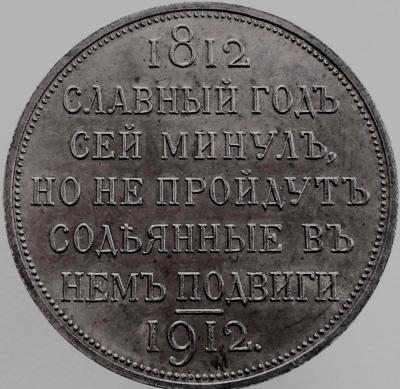 1812
СЛАВНЫЙ ГОДЪ
СЕЙ МИНУЛЪ,
НО НЕ ПРОЙДУТЪ
СОДѢЯННЫЕ ВЪ
НЕМЪ ПОДВИГИ
1912.